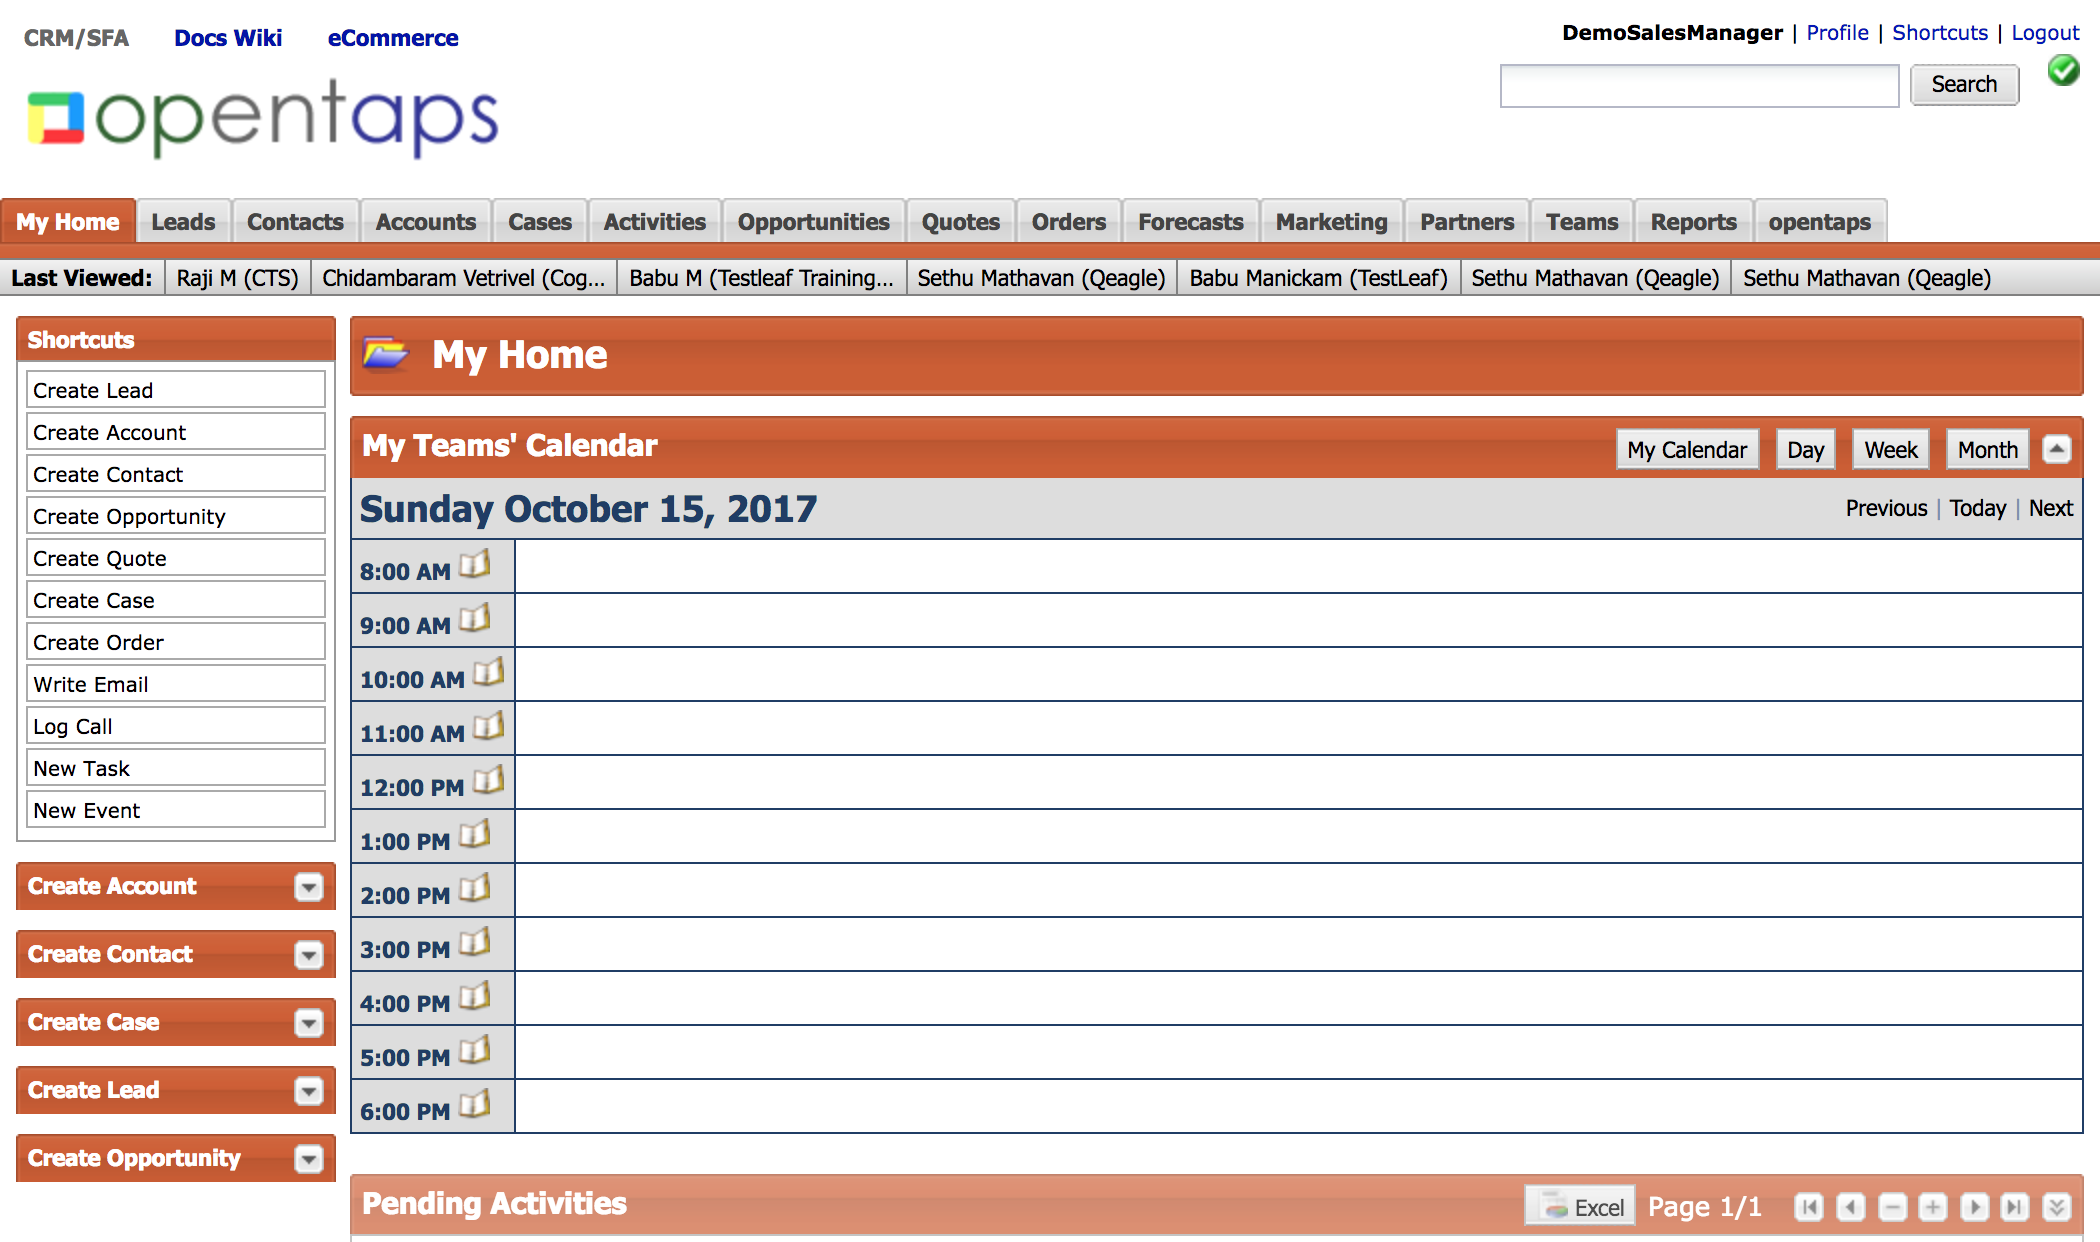 CRM/SFA Docs Wiki eCommerce
DemoSalesManager | Profile | Shortcuts | Logout
Search
opentaps
My Home Leads Contacts Accounts Cases Activities Opportunities Quotes Orders Forecasts Marketing Partners Teams Reports opentaps
Last Viewed: Raji M (CTS) Chidambaram Vetrivel (Cog... Babu M (Testleaf Training... Sethu Mathavan (Qeagle) Babu Manickam (TestLeaf) Sethu Mathavan (Qeagle) Sethu Mathavan (Qeagle)
Shortcuts
Create Lead
Create Account
Create Contact
Create Opportunity
Create Quote
Create Case
Create Order
Write Email
Log Call
New Task
New Event
Create Account
Create Contact
Create Case
Create Lead
Create Opportunity
My Home
My Teams' Calendar My Calendar Day Week Month
Sunday October 15, 2017 Previous | Today | Next
8:00 AM
9:00 AM
10:00 AM
11:00 AM
12:00 PM
1:00 PM
2:00 PM
3:00 PM
4:00 PM
5:00 PM
6:00 PM
Pending Activities Excel Page 1/1